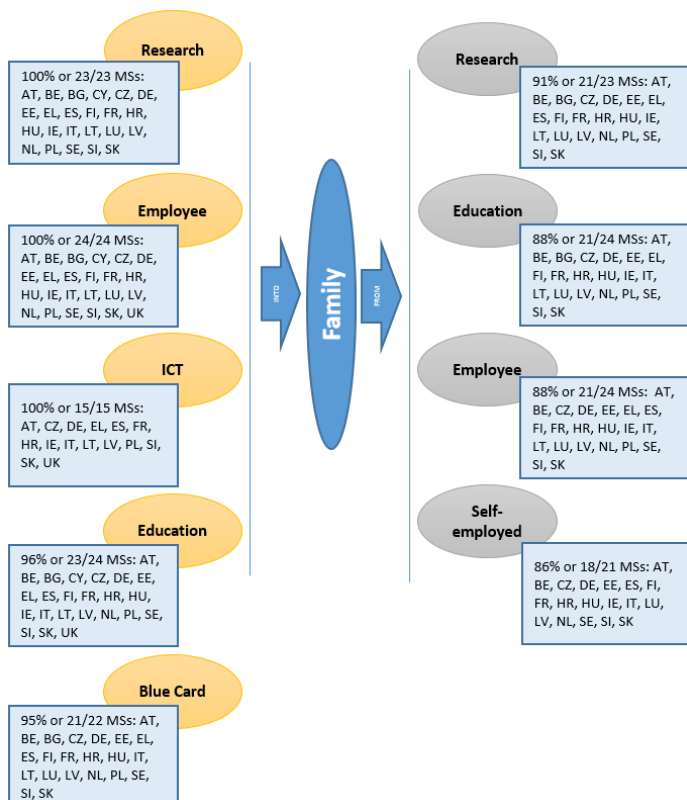 Research
100% or 23/23 MSs:
AT, BE, BG, CY, CZ, DE,
EE, EL, ES, FI, FR, HR,
HU, IE, IT, LT, LU, LV,
NL, PL, SE, SI, SK
Employee
100% or 24/24 MSs:
AT, BE, BG, CY, CZ, DE,
EE, EL, ES, FI, FR, HR,
HU, IE, IT, LT, LU, LV,
NL, PL, SE, SI, SK, UK
ICT
100% or 15/15 MSs:
AT, CZ, DE, EL, ES, FR,
HR, IE, IT, LT, LV, PL, SI,
SK, UK
Education
96% or 23/24 MSs: AT,
BE, BG, CY, CZ, DE, EE,
EL, ES, FI, FR, HR, HU,
IE, IT, LT, LV, NL, PL, SE,
SI, SK, UK
Blue Card
95% or 21/22 MSs: AT,
BE, BG, CZ, DE, EE, EL,
ES, FI, FR, HR, HU, IT,
LT, LU, LV, NL, PL, SE,
SI, SK
INTO
Family
FROM
Research
91% or 21/23 MSs: AT,
BE, BG, CZ, DE, EE, EL,
ES, FI, FR, HR, HU, IE,
LT, LU, LV, NL, PL, SE,
SI, SK
Education
88% or 21/24 MSs: AT,
BE, BG, CZ, DE, EE, EL,
FI, FR, HR, HU, IE, IT,
LT, LU, LV, NL, PL, SE,
SI, SK
Employee
88% or 21/24 MSs: AT,
BE, CZ, DE, EE, EL, ES,
FI, FR, HR, HU, IE, IT,
LT, LU, LV, NL, PL, SE,
SI, SK
Self-
employed
86% or 18/21 MSs: AT,
BE, CZ, DE, EE, ES, FI,
FR, HR, HU, IE, IT, LU,
LV, NL, SE, SI, SK